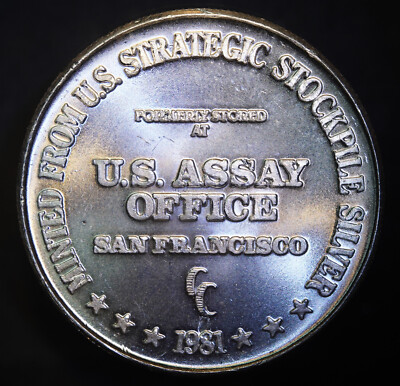 MINTED FROM U.S. STRATEGIC STOCKPILE SILVER
FORMERLY STORED
AT
U.S. ASSAY
OFFICE
SAN FRANCISCO
CC
1981